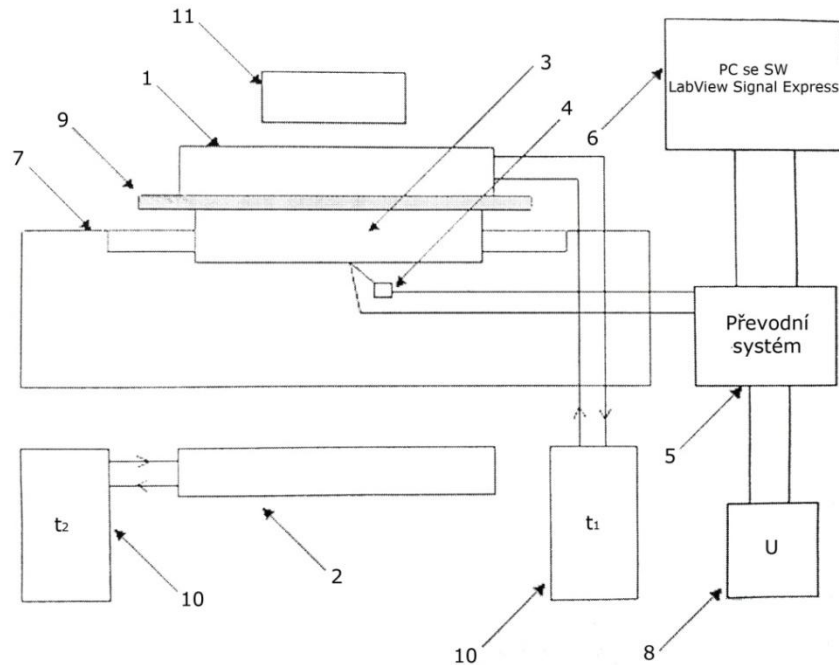 11
1
3
PC se SW
LabView Signal Express
9
4
6
7
Převodní
systém
5
t₂
t₁
U
10
2
10
8